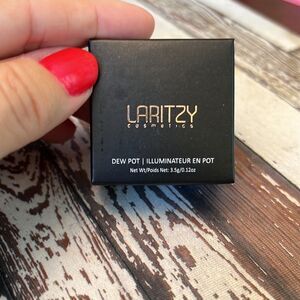 LARITZY
cosmetics
DEW POT | ILLUMINATEUR EN POT
Net Wt/Poids Net: 3.5g/0.12oz